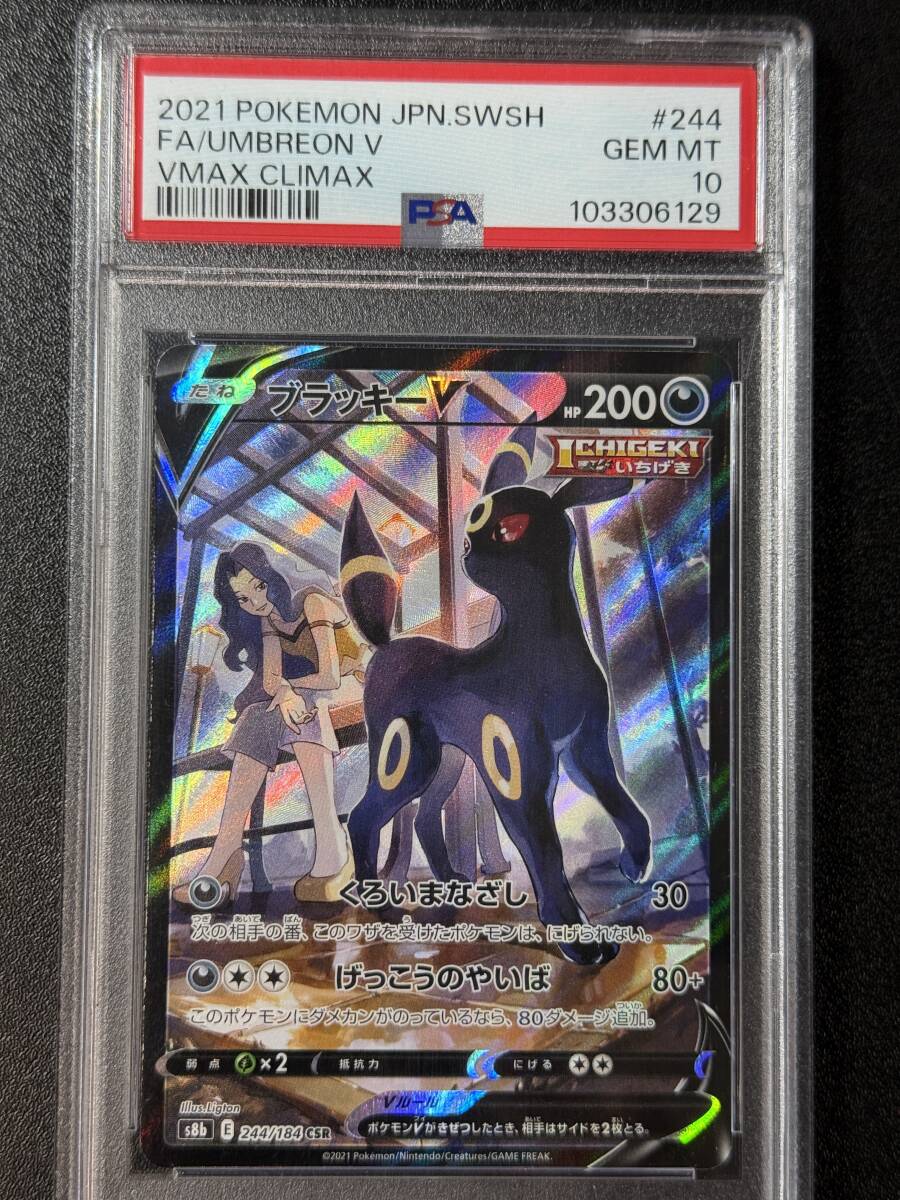 2021 POKEMON JPN.SWSH #244
FA/UMBREON V GEM MT
VMAX CLIMAX 10
PSA 103306129
たね ブラッキーV HP 200
ICHIGEKI
いちげき
くろいまなざし 30
次の相手の番、このワザを受けたポケモンは、にげられない。
げっこうのやいば 80+
このポケモンにダメカンがのっているなら、80ダメージ追加。
弱点 ×2 抵抗力 にげる
Vルール
ポケモンVがきぜつしたとき、相手はサイドを2枚とる。
Illus.Ligton
s8b E 244/184 CSR
©2021 Pokémon/Nintendo/Creatures/GAME FREAK.